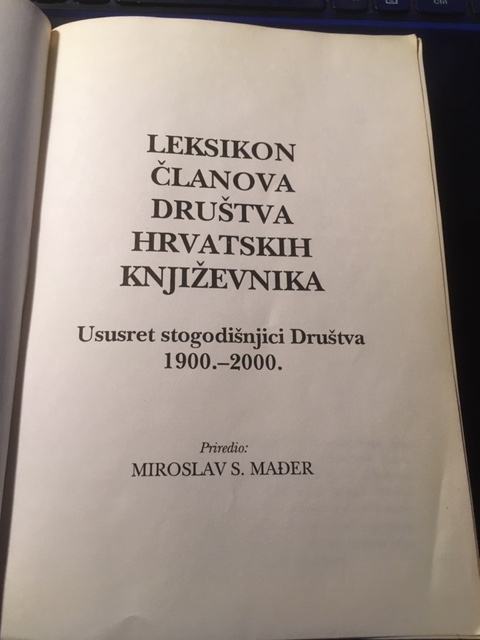 LEKSIKON
ČLANOVA
DRUŠTVA
HRVATSKIH
KNJIŽEVNIKA
Ususret stogodišnjici Društva
1900.–2000.
Priredio:
MIROSLAV S. MAĐER